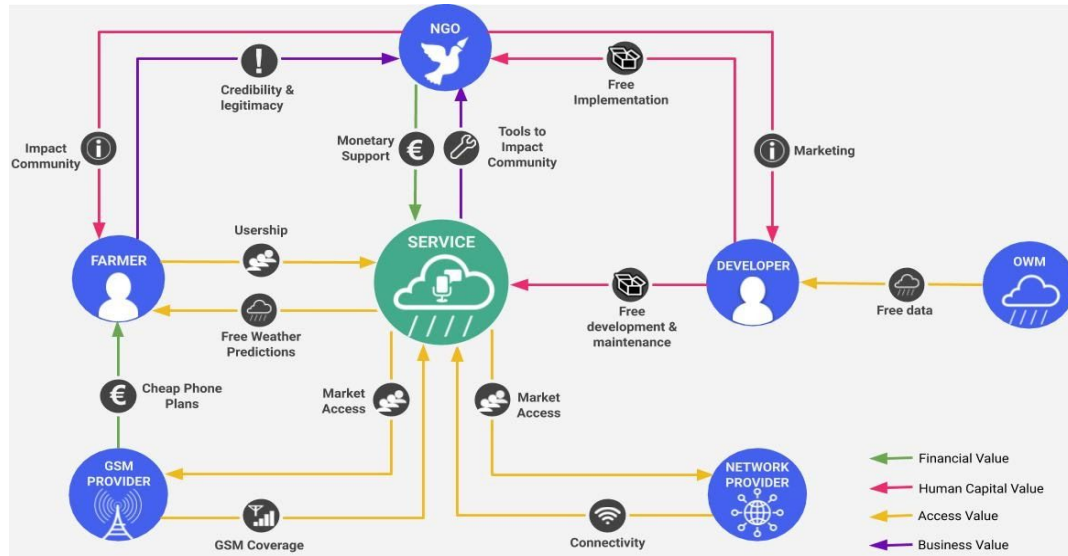 NGO
Credibility &
legitimacy
Free
Implementation
Impact
Community
Monetary
Support
Tools to
Impact
Community
Marketing
Usership
SERVICE
FARMER
DEVELOPER
OWM
Free Weather
Predictions
Free
development &
maintenance
Free data
Cheap Phone
Plans
Market
Access
Market
Access
GSM
PROVIDER
NETWORK
PROVIDER
GSM Coverage
Connectivity
Financial Value
Human Capital Value
Access Value
Business Value